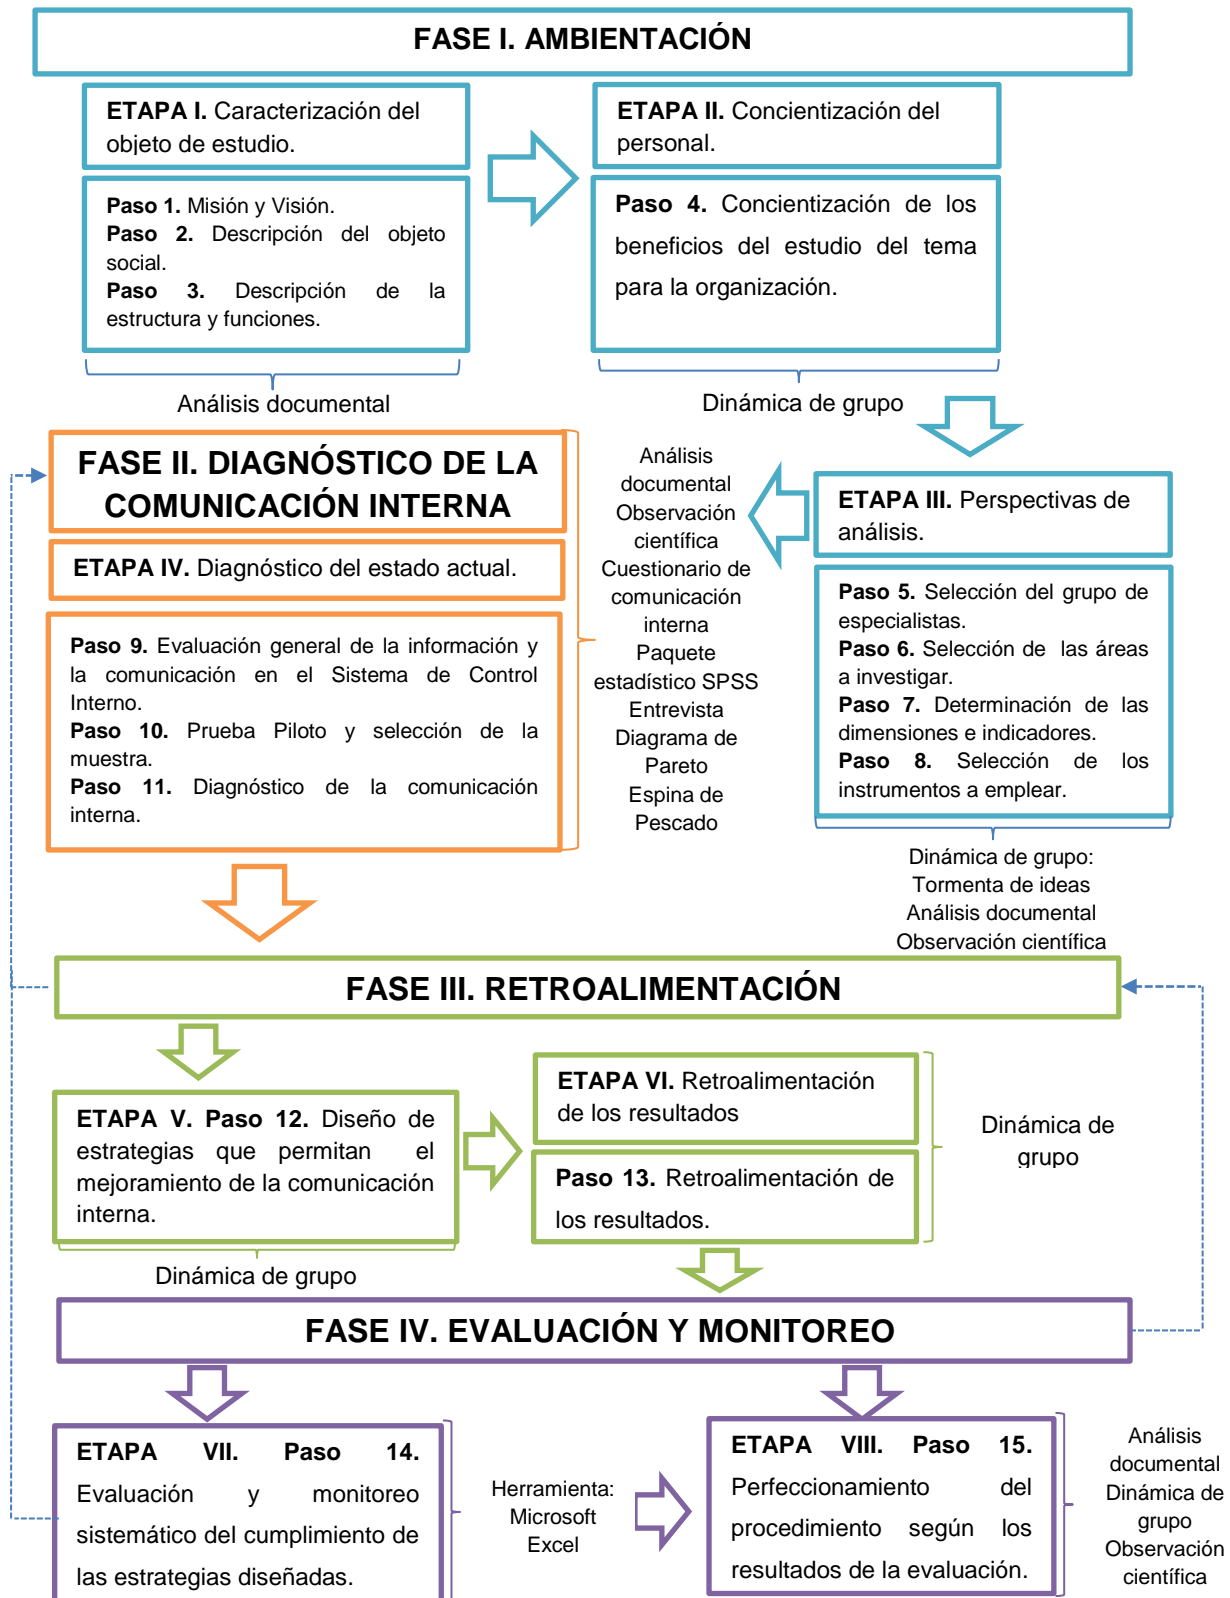 FASE I. AMBIENTACIÓN
ETAPA I. Caracterización del
objeto de estudio.
ETAPA II. Concientización del
personal.
Paso 1. Misión y Visión.
Paso 2. Descripción del objeto
social.
Paso 3. Descripción de la
estructura y funciones.
Paso 4. Concientización de los
beneficios del estudio del tema
para la organización.
Análisis documental
Dinámica de grupo
FASE II. DIAGNÓSTICO DE LA
COMUNICACIÓN INTERNA
ETAPA IV. Diagnóstico del estado actual.
Paso 9. Evaluación general de la información y
la comunicación en el Sistema de Control
Interno.
Paso 10. Prueba Piloto y selección de la
muestra.
Paso 11. Diagnóstico de la comunicación
interna.
Análisis
documental
Observación
científica
Cuestionario de
comunicación
interna
Paquete
estadístico SPSS
Entrevista
Diagrama de
Pareto
Espina de
Pescado
ETAPA III. Perspectivas de
análisis.
Paso 5. Selección del grupo de
especialistas.
Paso 6. Selección de las áreas
a investigar.
Paso 7. Determinación de las
dimensiones e indicadores.
Paso 8. Selección de los
instrumentos a emplear.
Dinámica de grupo:
Tormenta de ideas
Análisis documental
Observación científica
FASE III. RETROALIMENTACIÓN
ETAPA V. Paso 12. Diseño de
estrategias que permitan el
mejoramiento de la comunicación
interna.
Dinámica de grupo
ETAPA VI. Retroalimentación
de los resultados
Paso 13. Retroalimentación de
los resultados.
Dinámica de
grupo
FASE IV. EVALUACIÓN Y MONITOREO
ETAPA VII. Paso 14.
Evaluación y monitoreo
sistemático del cumplimiento de
las estrategias diseñadas.
Herramienta:
Microsoft
Excel
ETAPA VIII. Paso 15.
Perfeccionamiento del
procedimiento según los
resultados de la evaluación.
Análisis
documental
Dinámica de
grupo
Observación
científica